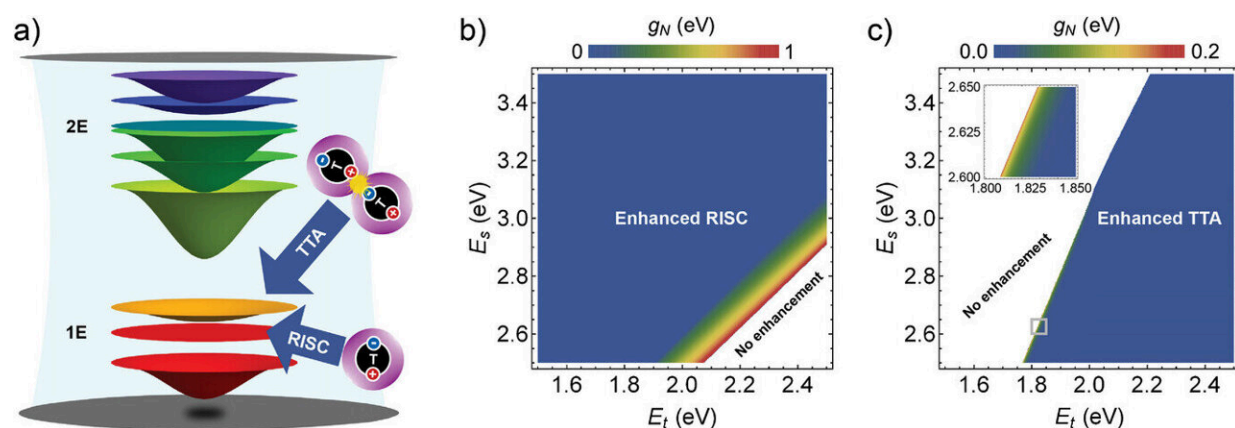 a)
2E
1E
TTA
RISC
T
T
T
b)
g_N (eV)
0 1
3.4
3.2
3.0
2.8
2.6
E_s (eV)
Enhanced RISC
No enhancement
1.6 1.8 2.0 2.2 2.4
E_t (eV)
c)
g_N (eV)
0.0 0.2
3.4
3.2
3.0
2.8
2.6
E_s (eV)
2.650
2.625
2.600
1.800 1.825 1.850
Enhanced TTA
No enhancement
1.6 1.8 2.0 2.2 2.4
E_t (eV)